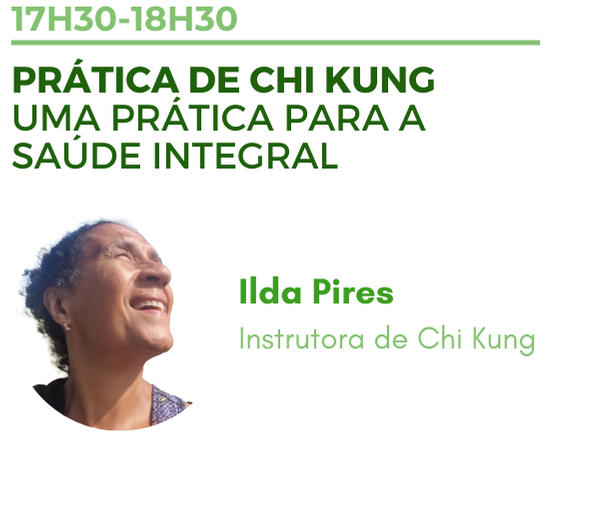 17H30-18H30
PRÁTICA DE CHI KUNG
UMA PRÁTICA PARA A
SAÚDE INTEGRAL
Ilda Pires
Instrutora de Chi Kung